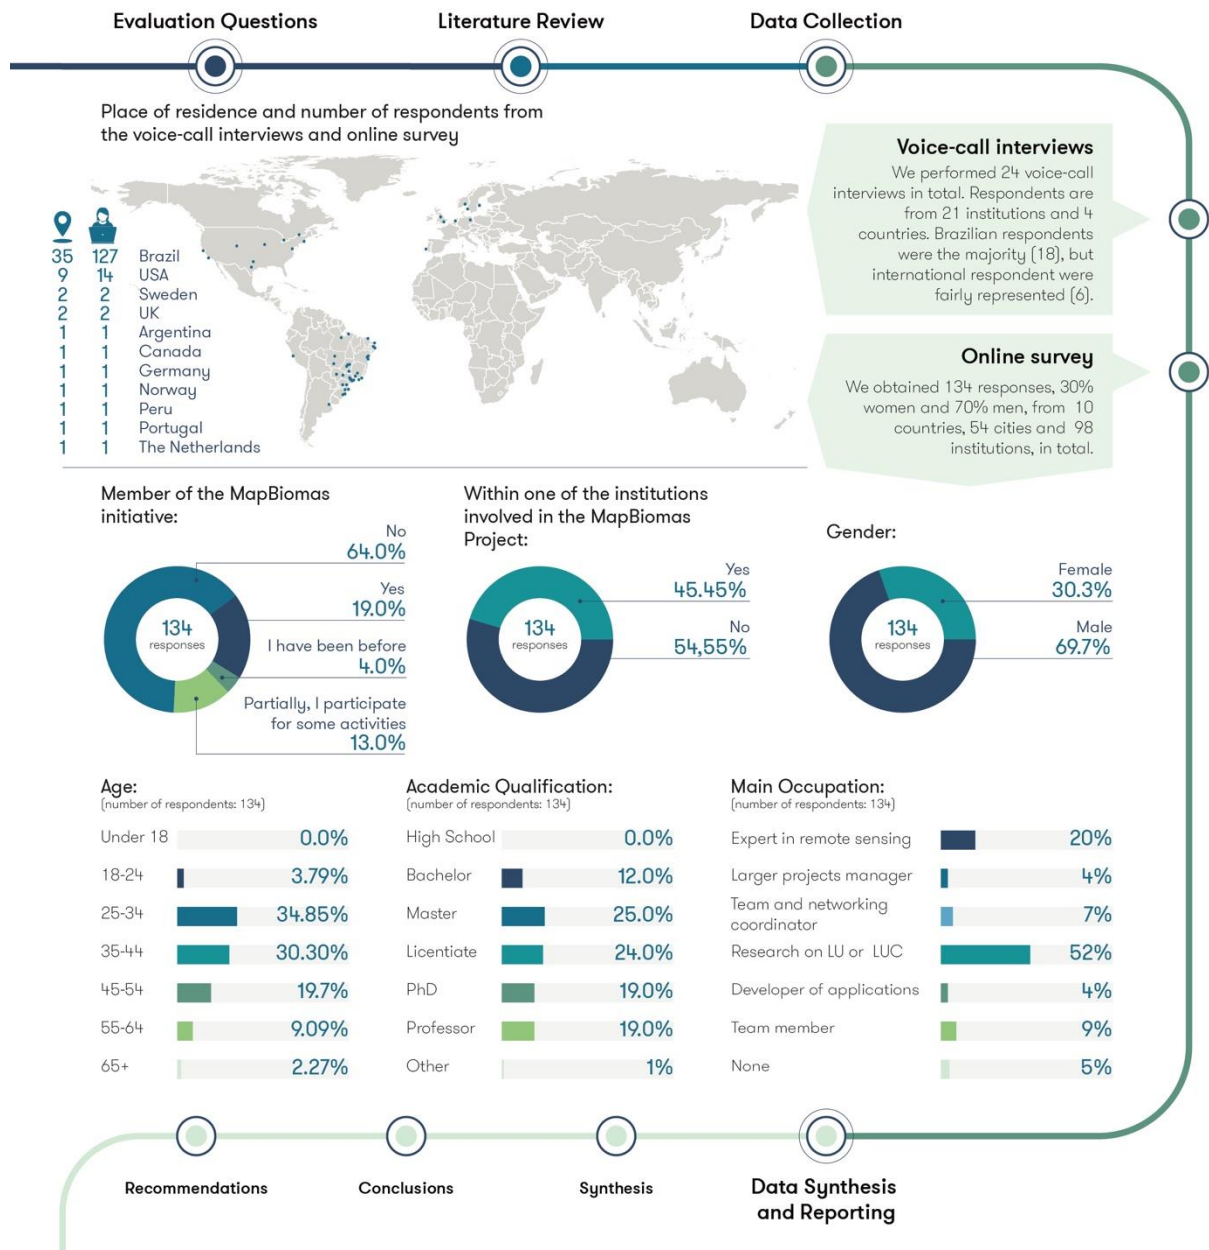 Evaluation Questions
Literature Review
Data Collection
Place of residence and number of respondents from
the voice-call interviews and online survey
35 127 Brazil
9 14 USA
2 2 Sweden
2 2 UK
1 1 Argentina
1 1 Canada
1 1 Germany
1 1 Norway
1 1 Peru
1 1 Portugal
1 1 The Netherlands
Voice-call interviews
We performed 24 voice-call
interviews in total. Respondents are
from 21 institutions and 4
countries. Brazilian respondents
were the majority (18), but
international respondent were
fairly represented (6).
Online survey
We obtained 134 responses, 30%
women and 70% men, from 10
countries, 54 cities and 98
institutions, in total.
Member of the MapBiomas
initiative:
No
64.0%
Yes
19.0%
I have been before
4.0%
Partially, I participate
for some activities
13.0%
134
responses
Within one of the institutions
involved in the MapBiomas
Project:
Yes
45.45%
No
54,55%
134
responses
Gender:
Female
30.3%
Male
69.7%
134
responses
Age:
(number of respondents: 134)
Under 18 0.0%
18-24 3.79%
25-34 34.85%
35-44 30.30%
45-54 19.7%
55-64 9.09%
65+ 2.27%
Academic Qualification:
(number of respondents: 134)
High School 0.0%
Bachelor 12.0%
Master 25.0%
Licentiate 24.0%
PhD 19.0%
Professor 19.0%
Other 1%
Main Occupation:
(number of respondents: 134)
Expert in remote sensing 20%
Larger projects manager 4%
Team and networking
coordinator 7%
Research on LU or LUC 52%
Developer of applications 4%
Team member 9%
None 5%
Recommendations
Conclusions
Synthesis
Data Synthesis
and Reporting